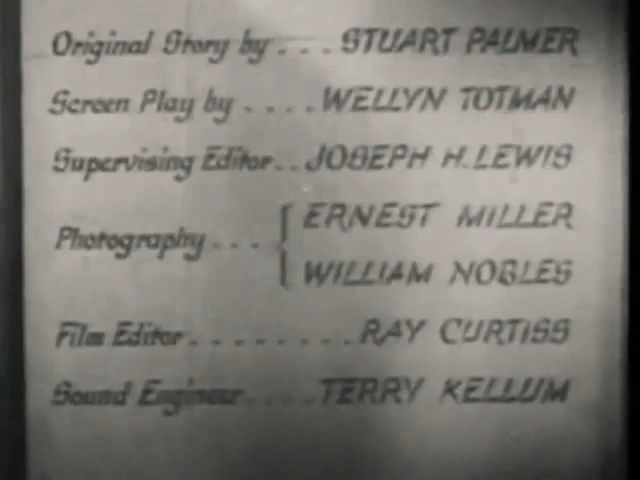 Original Story by . . . STUART PALMER
Screen Play by . . . . WELLYN TOTMAN
Supervising Editor . . JOSEPH H. LEWIS
Photography . . . . ERNEST MILLER
WILLIAM NOBLES
Film Editor . . . . . . . . . RAY CURTISS
Sound Engineer . . . . TERRY KELLUM